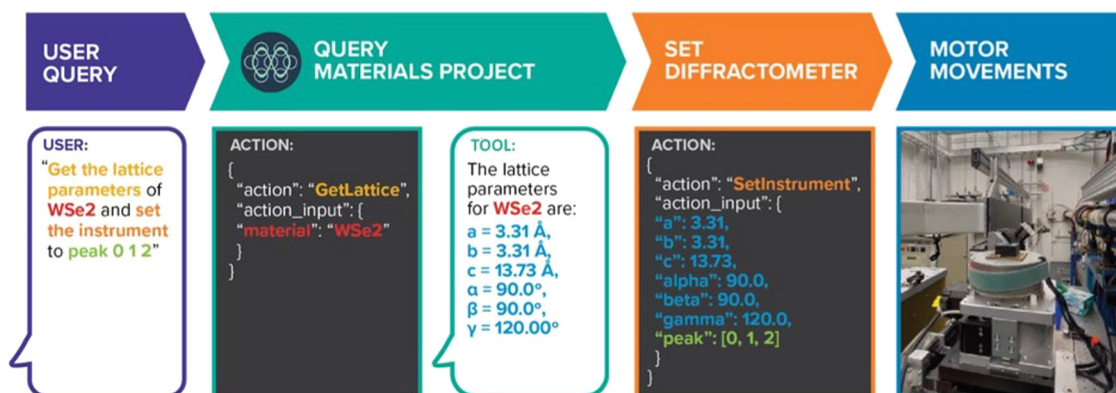 USER
QUERY
QUERY
MATERIALS PROJECT
SET
DIFFRACTOMETER
MOTOR
MOVEMENTS
USER:
“Get the lattice
parameters of
WSe2 and set
the instrument
to peak 0 1 2”
ACTION:
{
“action”: “GetLattice”,
“action_input”: {
“material”: “WSe2”
}
}
TOOL:
The lattice
parameters
for WSe2 are:
a = 3.31 Å,
b = 3.31 Å,
c = 13.73 Å,
α = 90.0º,
β = 90.0º,
γ = 120.00º
ACTION:
{
“action”: “SetInstrument”,
“action_input”: {
“a”: 3.31,
“b”: 3.31,
“c”: 13.73,
“alpha”: 90.0,
“beta”: 90.0,
“gamma”: 120.0,
“peak”: [0, 1, 2]
}
}